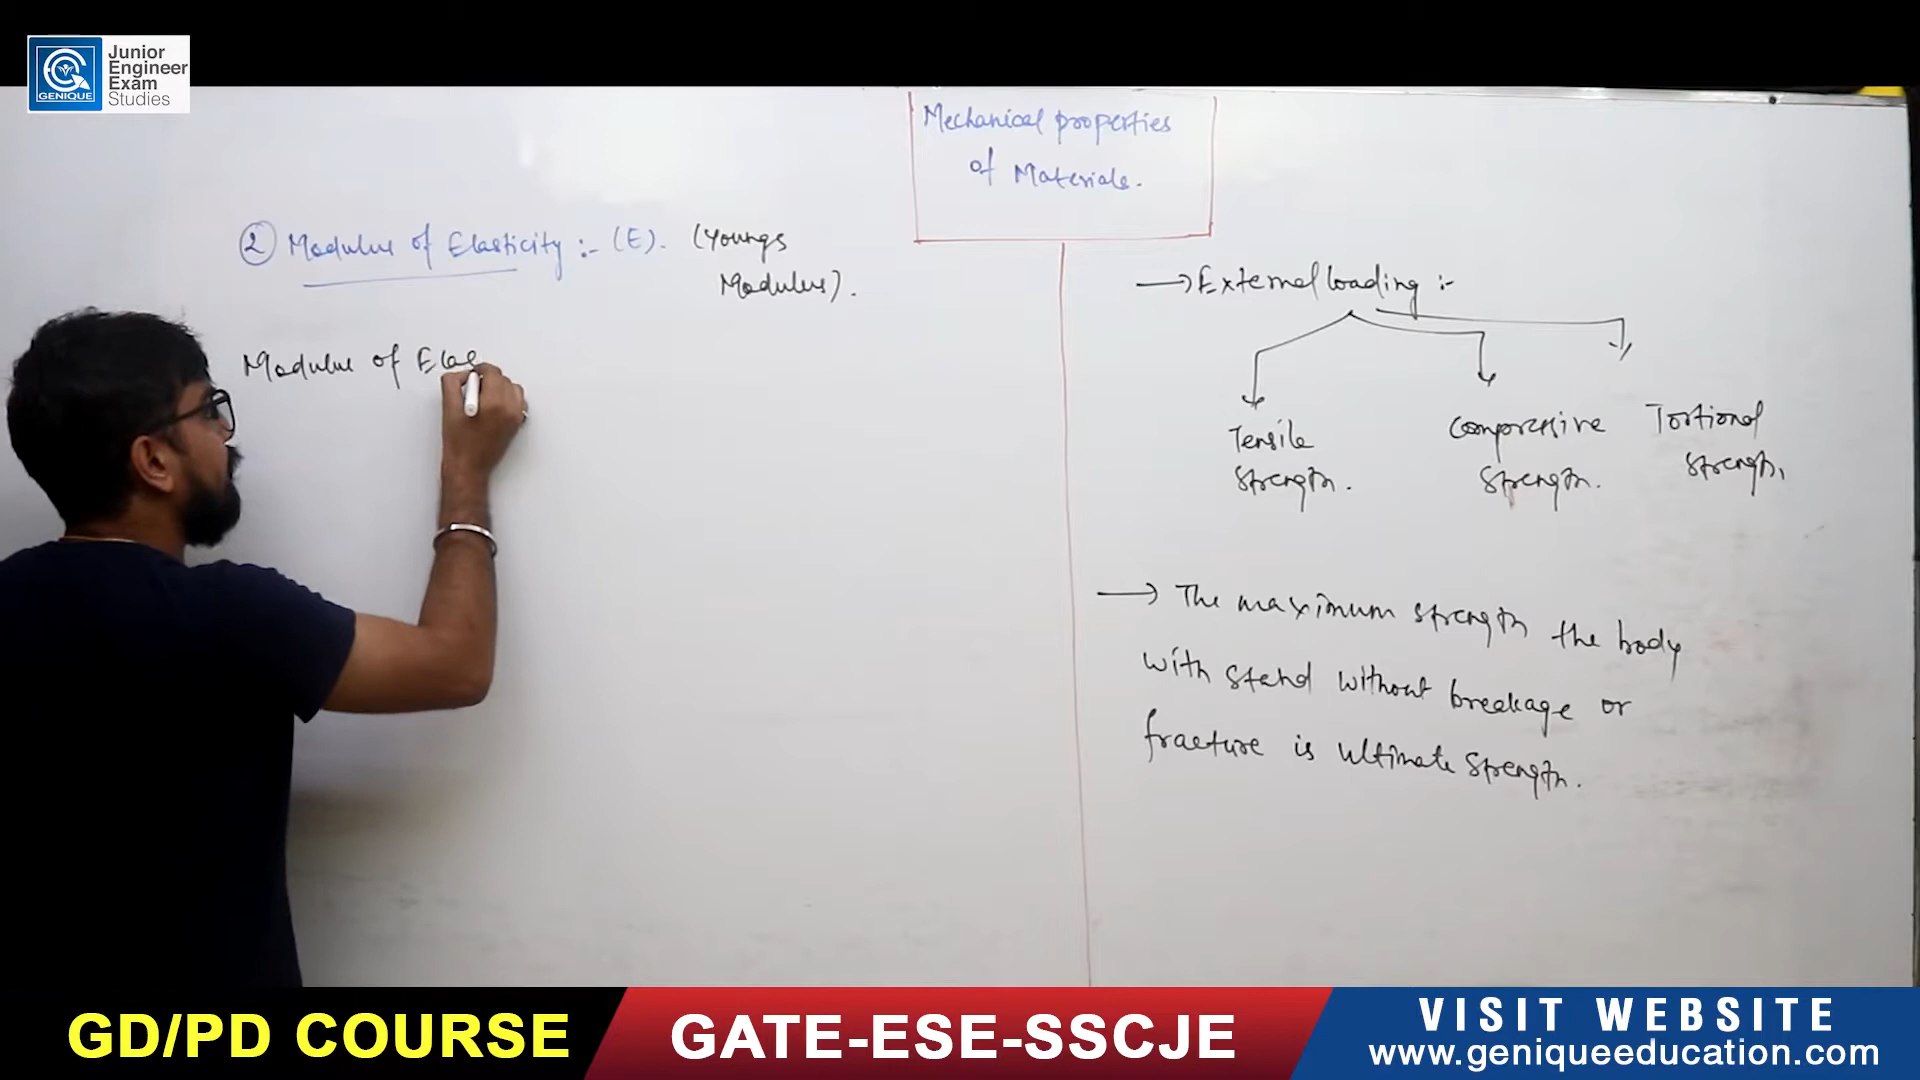 Junior
Engineer
Exam
Studies
GENIQUE
Mechanical properties
of Materials.
② Modulus of Elasticity :- (E). (Youngs
Modulus).
Modulus of Elas
→ External loading :-
Tensile
Strength.
Compressive
Strength.
Tortional
Strength,
→ The maximum strength the body
with stand without breakage or
fracture is ultimate strength.
GD/PD COURSE
GATE-ESE-SSCJE
VISIT WEBSITE
www.geniqueeducation.com